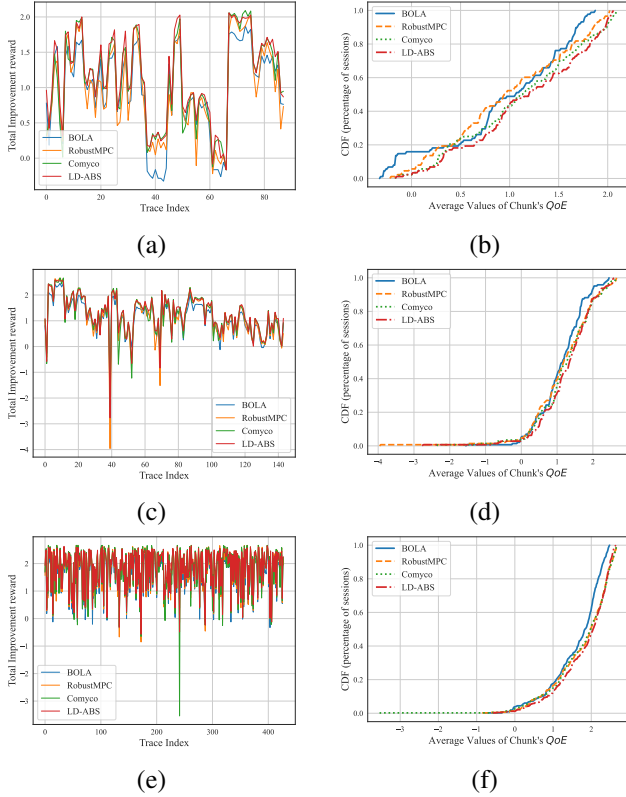 Total Improvement reward
2.0
1.5
1.0
0.5
0.0
BOLA
RobustMPC
Comyco
LD-ABS
0
20
40
60
80
Trace Index
(a)
CDF (percentage of sessions)
1.0
0.8
0.6
0.4
0.2
0.0
BOLA
RobustMPC
Comyco
LD-ABS
0.0
0.5
1.0
1.5
2.0
Average Values of Chunk's QoE
(b)
Total Improvement reward
2
1
0
−1
−2
−3
−4
BOLA
RobustMPC
Comyco
LD-ABS
0
20
40
60
80
100
120
140
Trace Index
(c)
CDF (percentage of sessions)
1.0
0.8
0.6
0.4
0.2
0.0
BOLA
RobustMPC
Comyco
LD-ABS
−4
−3
−2
−1
0
1
2
Average Values of Chunk's QoE
(d)
Total Improvement reward
2
1
0
−1
−2
−3
BOLA
RobustMPC
Comyco
LD-ABS
0
100
200
300
400
Trace Index
(e)
CDF (percentage of sessions)
1.0
0.8
0.6
0.4
0.2
0.0
BOLA
RobustMPC
Comyco
LD-ABS
−3
−2
−1
0
1
2
Average Values of Chunk's QoE
(f)